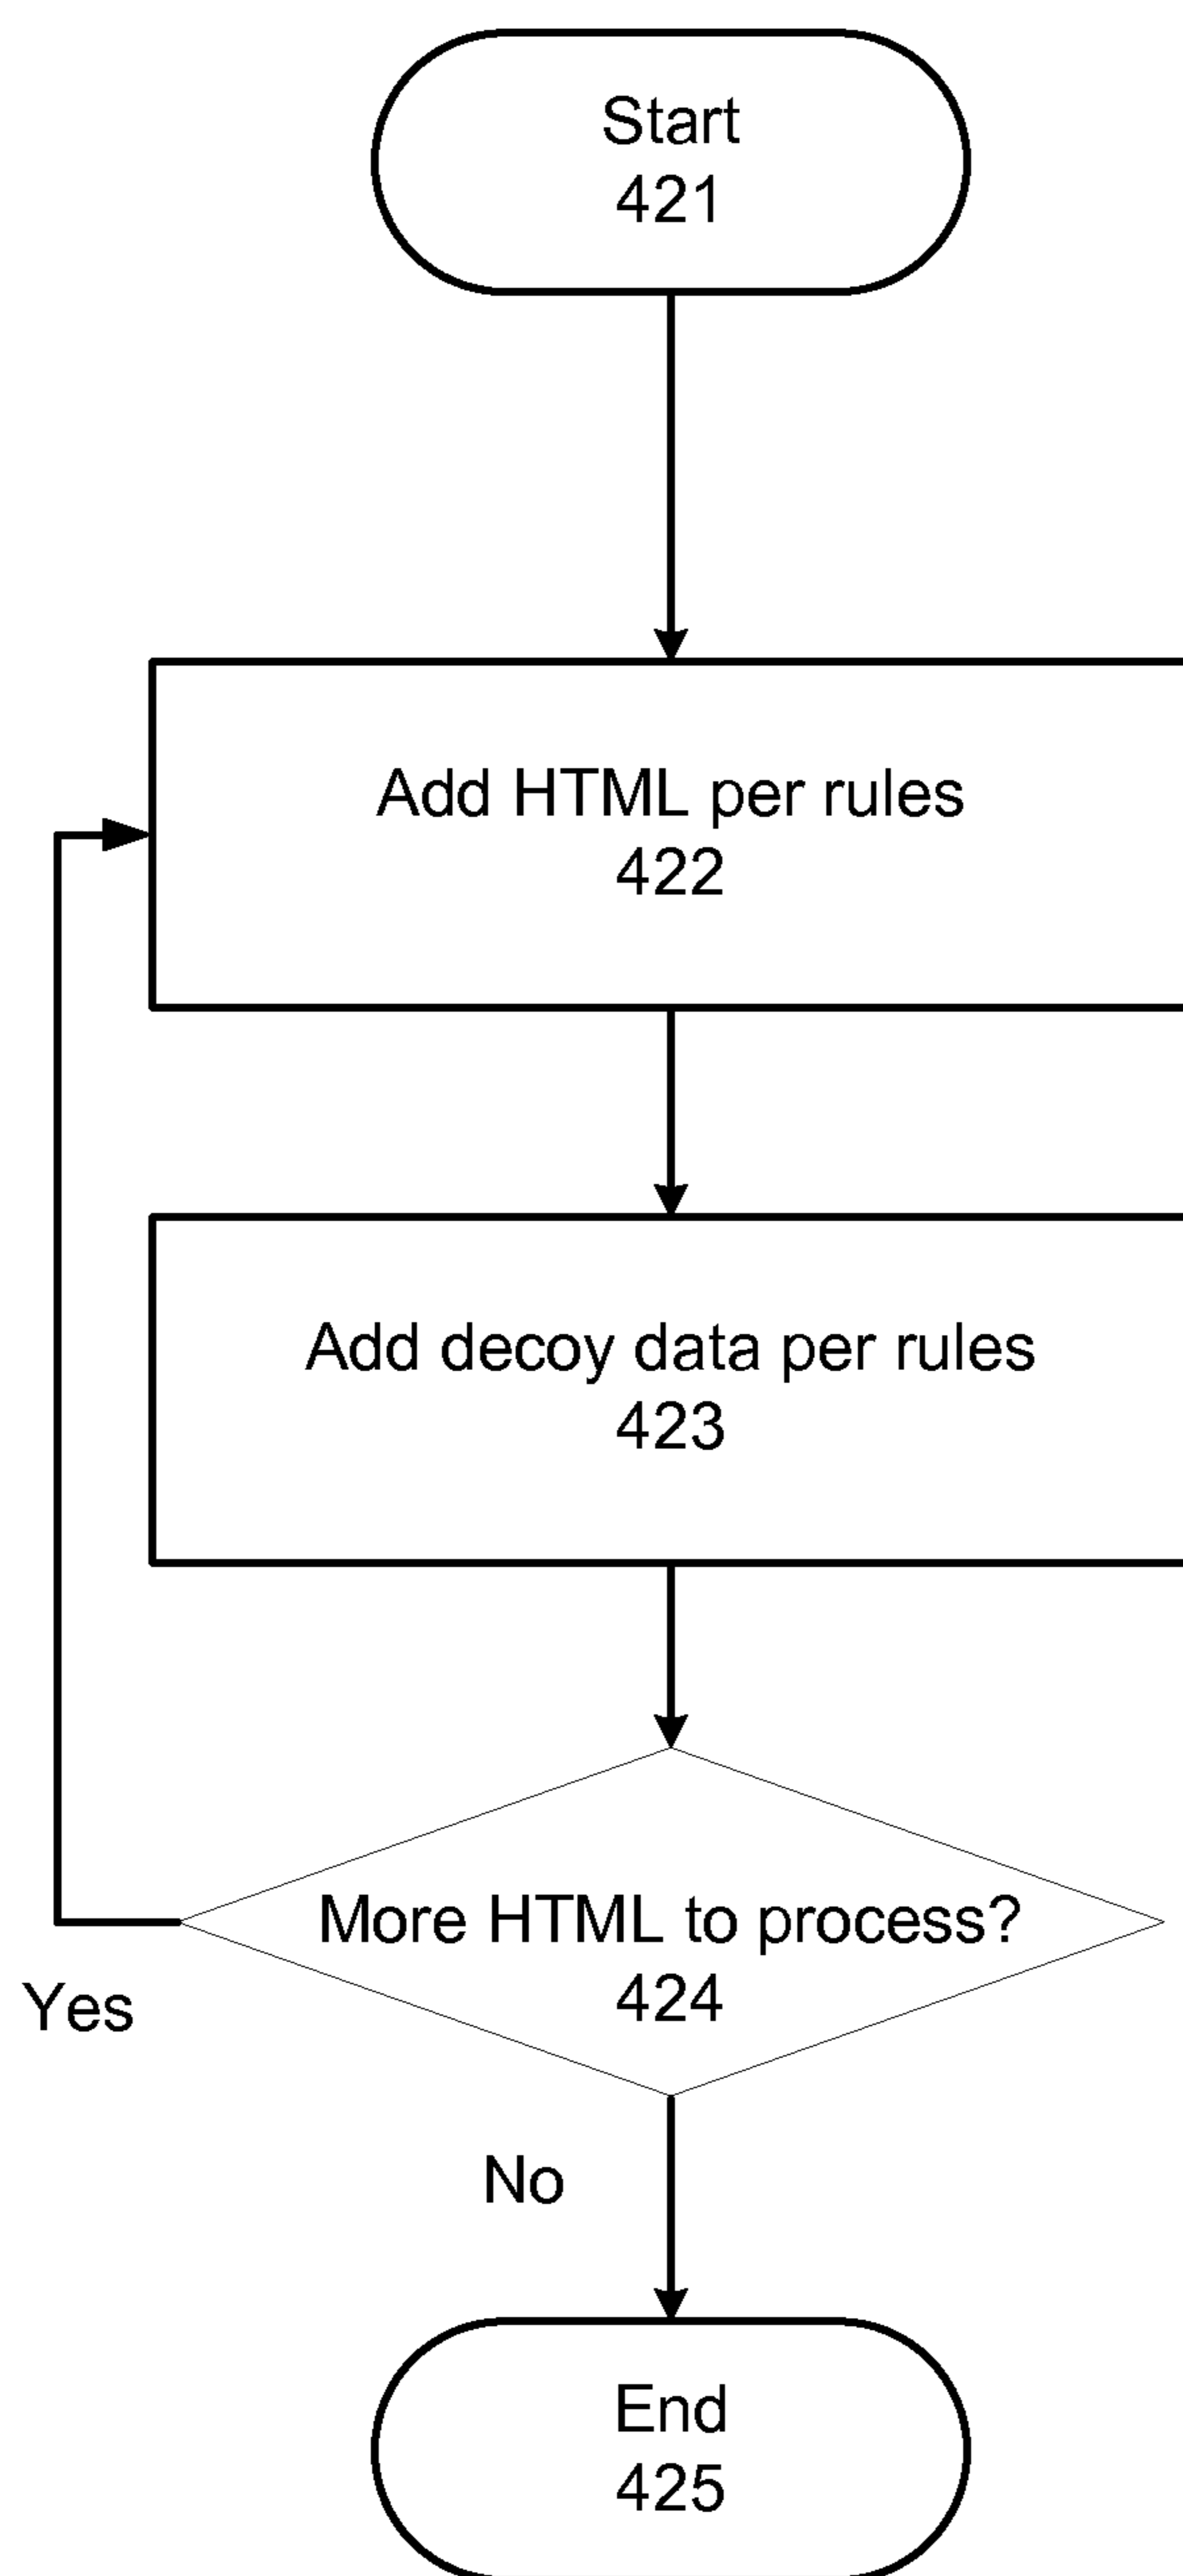 Start
421
Add HTML per rules
422
Add decoy data per rules
423
More HTML to process?
424
Yes
No
End
425